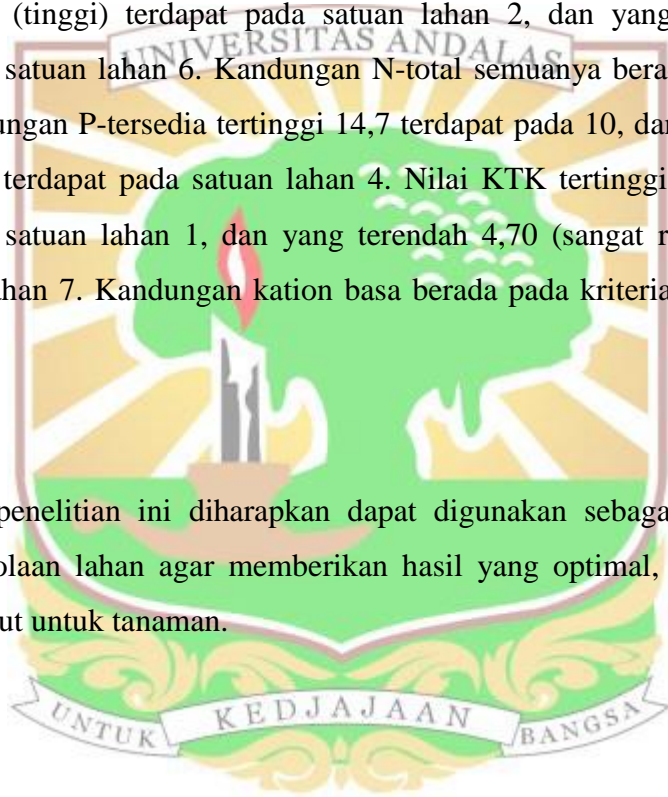 (tinggi) terdapat pada satuan lahan 2, dan yang
UNIVERSITAS ANDALAS
satuan lahan 6. Kandungan N-total semuanya bera
ungan P-tersedia tertinggi 14,7 terdapat pada 10, dan
terdapat pada satuan lahan 4. Nilai KTK tertinggi
satuan lahan 1, dan yang terendah 4,70 (sangat r
ahan 7. Kandungan kation basa berada pada kriteria
penelitian ini diharapkan dapat digunakan sebaga
olaan lahan agar memberikan hasil yang optimal,
ut untuk tanaman.
UNTUK KEDJAJAAN BANGSA